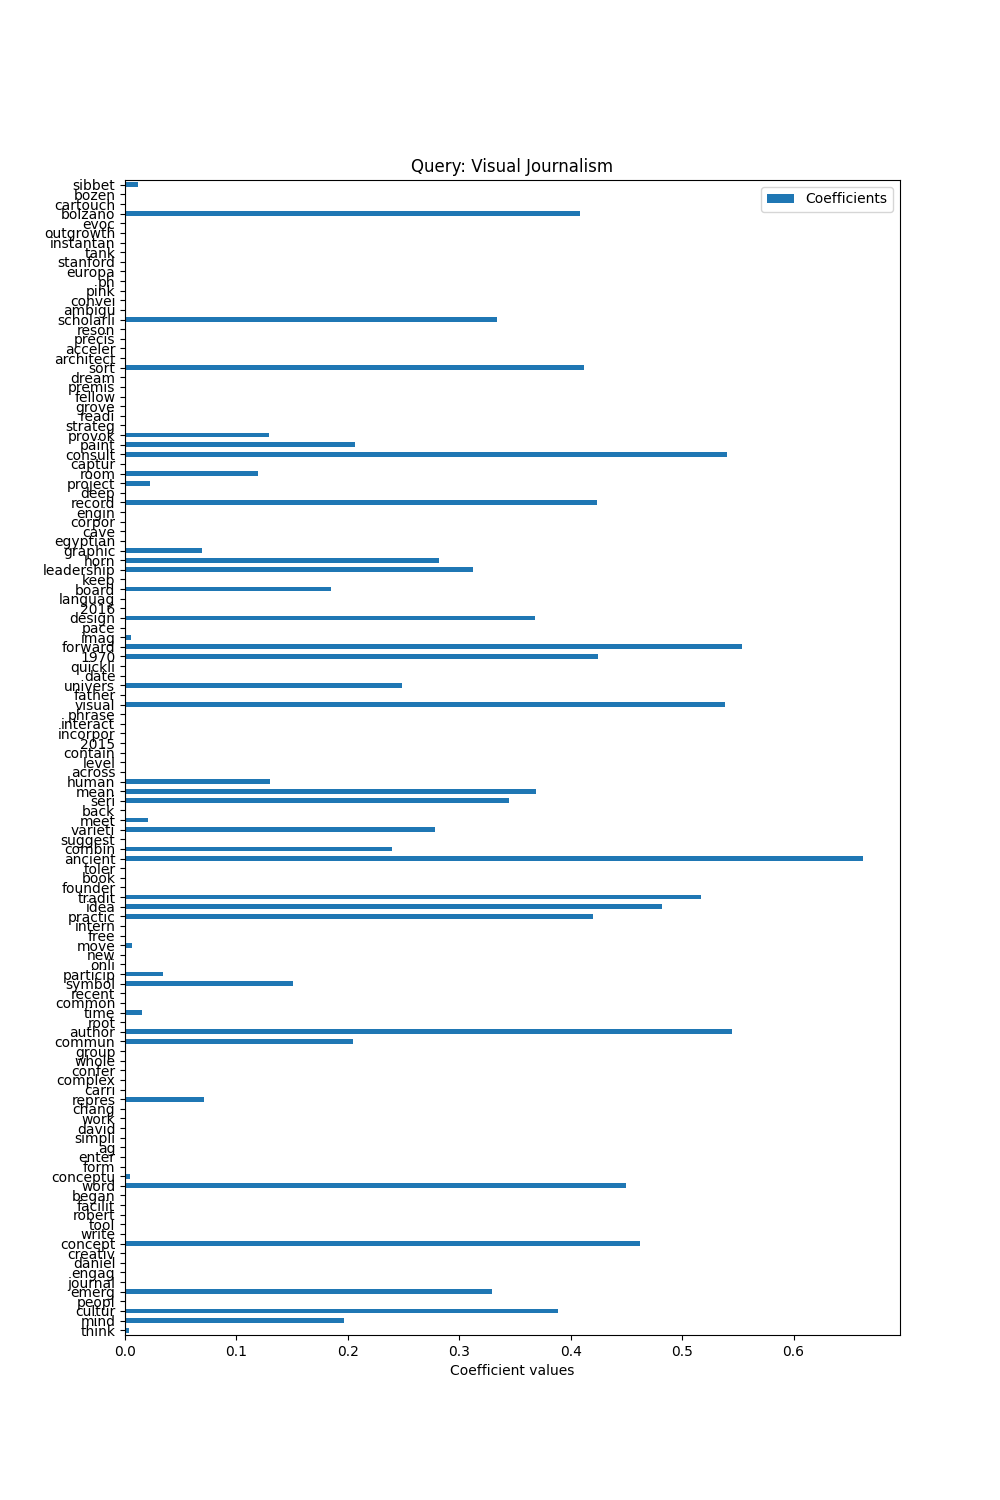 Query: Visual Journalism
Coefficients
sibbet
bozen
cartouch
bolzano
evoc
outgrowth
instantan
tank
stanford
europa
ph
pink
convei
ambigu
scholarli
reson
precis
acceler
architect
sort
dream
premis
fellow
grove
readi
strateg
provok
paint
consult
captur
room
project
deep
record
engin
corpor
cave
egyptian
graphic
horn
leadership
keep
board
languag
2016
design
pace
imag
forward
1970
quickli
date
univers
father
visual
phrase
interact
incorpor
2015
contain
level
across
human
mean
seri
back
meet
varieti
suggest
combin
ancient
toler
book
founder
tradit
idea
practic
intern
free
move
new
onli
particip
symbol
recent
common
time
root
author
commun
group
whole
confer
complex
carri
repres
chang
work
david
simpli
ag
enter
form
conceptu
word
began
facilit
robert
tool
write
concept
creativ
daniel
engag
journal
emerg
peopl
cultur
mind
think
0.0 0.1 0.2 0.3 0.4 0.5 0.6
Coefficient values